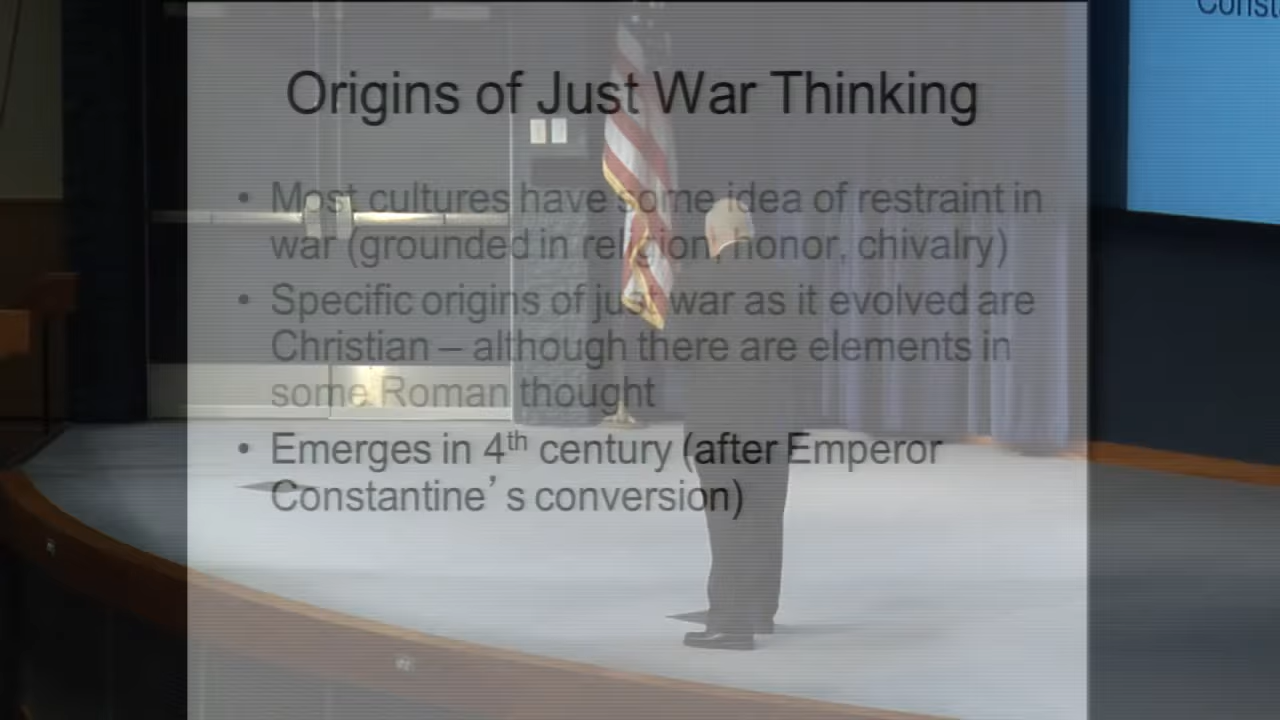 Const
Origins of Just War Thinking
• Most cultures have some idea of restraint in
war (grounded in religion, honor, chivalry)
• Specific origins of just war as it evolved are
Christian – although there are elements in
some Roman thought
• Emerges in 4th century (after Emperor
Constantine’s conversion)